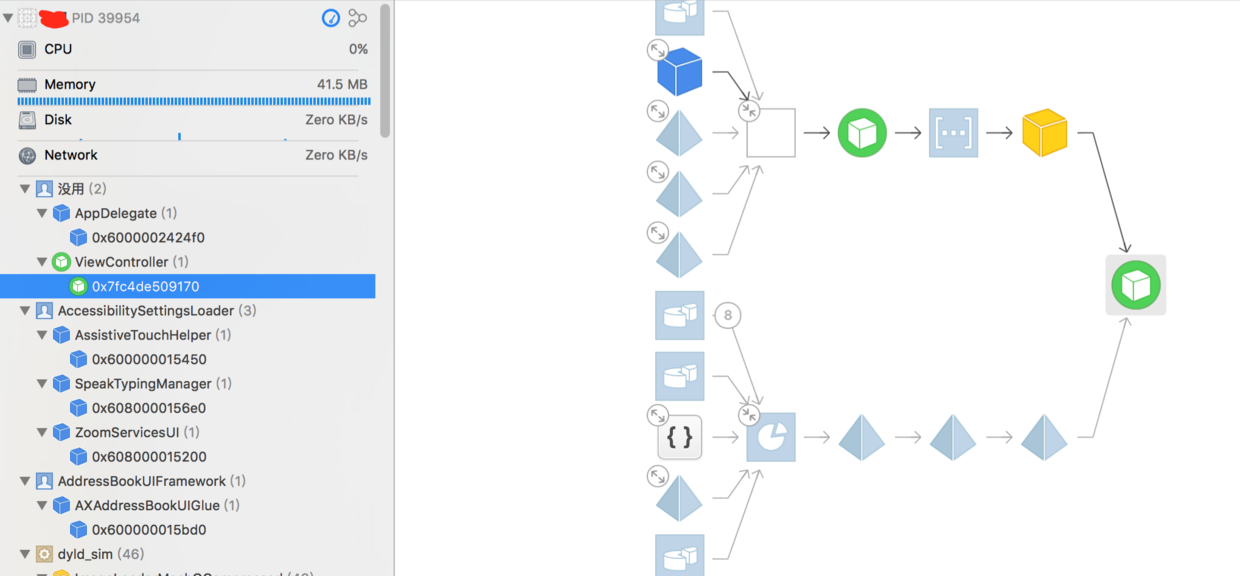 PID 39954
CPU 0%
Memory 41.5 MB
Disk Zero KB/s
Network Zero KB/s
没用 (2)
AppDelegate (1)
0x6000002424f0
ViewController (1)
0x7fc4de509170
AccessibilitySettingsLoader (3)
AssistiveTouchHelper (1)
0x600000015450
SpeakTypingManager (1)
0x6080000156e0
ZoomServicesUI (1)
0x608000015200
AddressBookUIFramework (1)
AXAddressBookUIGlue (1)
0x600000015bd0
dyld_sim (46)
[···]
8
{ }